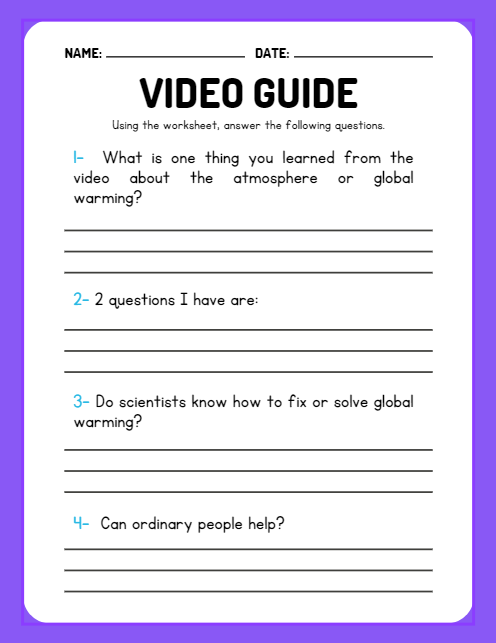 NAME: DATE:
VIDEO GUIDE
Using the worksheet, answer the following questions.
1- What is one thing you learned from the
video about the atmosphere or global
warming?
2- 2 questions I have are:
3- Do scientists know how to fix or solve global
warming?
4- Can ordinary people help?